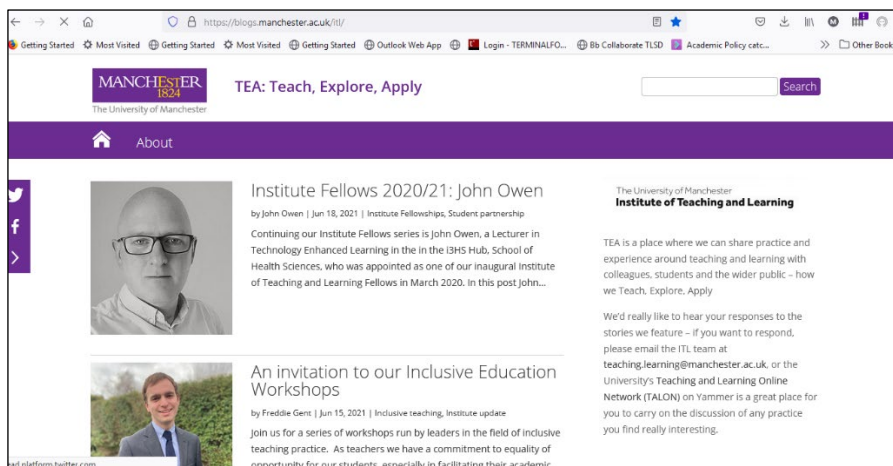 https://blogs.manchester.ac.uk/itl/
Getting Started Most Visited Getting Started Most Visited Getting Started Outlook Web App Login - TERMINALFO... Bb Collaborate TLSD Academic Policy catc... Other Book
MANCHESTER
1824
The University of Manchester
TEA: Teach, Explore, Apply
Search
About
Institute Fellows 2020/21: John Owen
by John Owen | Jun 18, 2021 | Institute Fellowships, Student partnership
Continuing our Institute Fellows series is John Owen, a Lecturer in
Technology Enhanced Learning in the in the i3HS Hub, School of
Health Sciences, who was appointed as one of our inaugural Institute
of Teaching and Learning Fellows in March 2020. In this post John...
An invitation to our Inclusive Education
Workshops
by Freddie Gent | Jun 15, 2021 | Inclusive teaching, Institute update
Join us for a series of workshops run by leaders in the field of inclusive
teaching practice. As teachers we have a commitment to equality of
opportunity for our students, especially in facilitating their academic
The University of Manchester
Institute of Teaching and Learning
TEA is a place where we can share practice and
experience around teaching and learning with
colleagues, students and the wider public – how
we Teach, Explore, Apply
We'd really like to hear your responses to the
stories we feature – if you want to respond,
please email the ITL team at
teaching.learning@manchester.ac.uk, or the
University's Teaching and Learning Online
Network (TALON) on Yammer is a great place for
you to carry on the discussion of any practice
you find really interesting.
platform.twitter.com